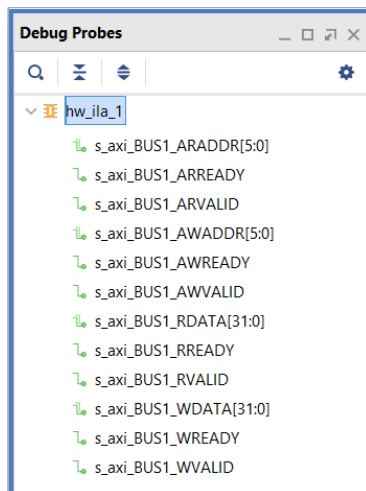 Debug Probes
hw_ila_1
s_axi_BUS1_ARADDR[5:0]
s_axi_BUS1_ARREADY
s_axi_BUS1_ARVALID
s_axi_BUS1_AWADDR[5:0]
s_axi_BUS1_AWREADY
s_axi_BUS1_AWVALID
s_axi_BUS1_RDATA[31:0]
s_axi_BUS1_RREADY
s_axi_BUS1_RVALID
s_axi_BUS1_WDATA[31:0]
s_axi_BUS1_WREADY
s_axi_BUS1_WVALID